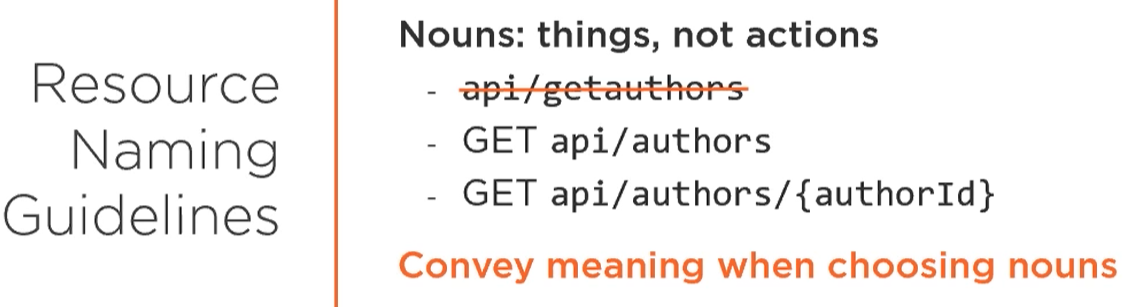 Resource
Naming
Guidelines
Nouns: things, not actions
- api/getauthors
- GET api/authors
- GET api/authors/{authorId}
Convey meaning when choosing nouns